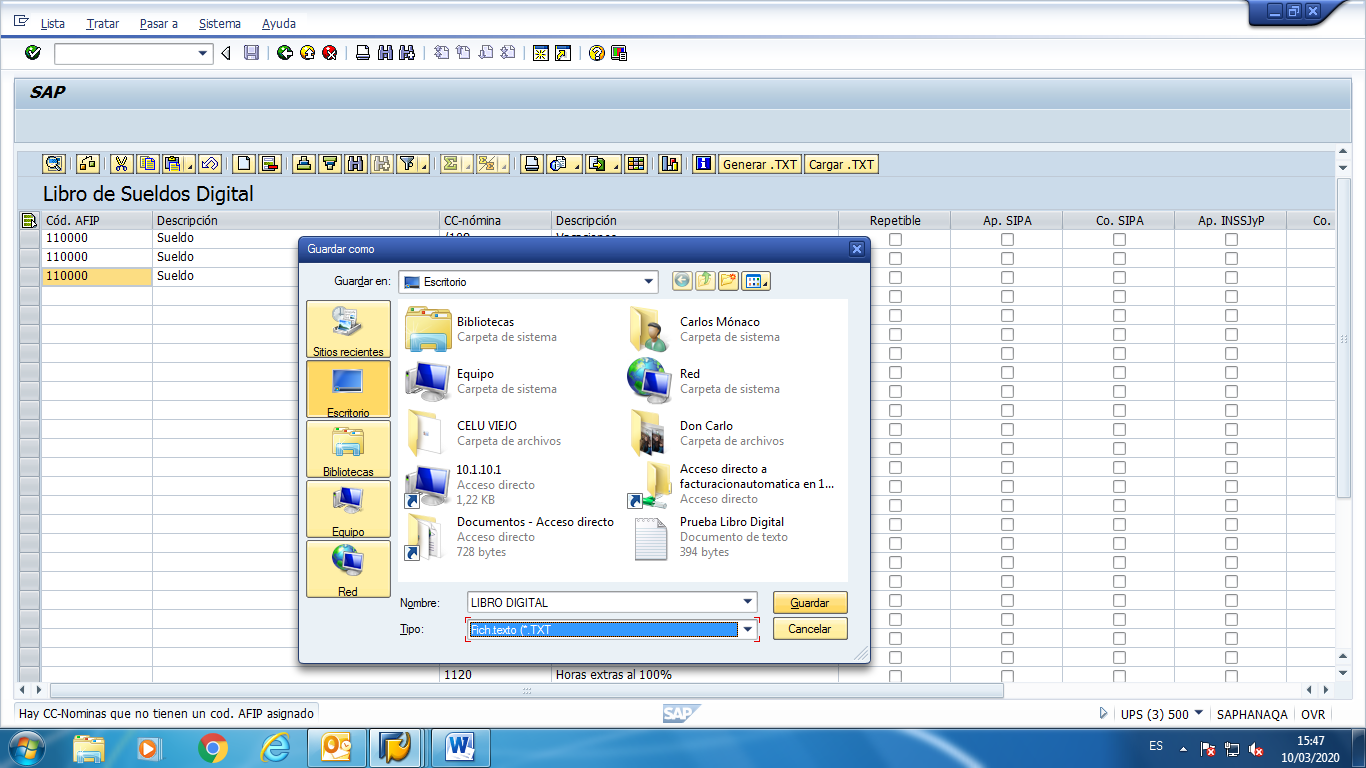 Lista Tratar Pasar a Sistema Ayuda
SAP
Generar .TXT Cargar .TXT
Libro de Sueldos Digital
Cód. AFIP Descripción CC-nómina Descripción Repetible Ap. SIPA Co. SIPA Ap. INSSJyP Co.
110000 Sueldo
110000 Sueldo
110000 Sueldo
Guardar como
Guardar en: Escritorio
Sitios recientes
Escritorio
Bibliotecas
Equipo
Red
Bibliotecas
Carpeta de sistema
Carlos Mónaco
Carpeta de sistema
Equipo
Carpeta de sistema
Red
Carpeta de sistema
CELU VIEJO
Carpeta de archivos
Don Carlo
Carpeta de archivos
10.1.10.1
Acceso directo
1,22 KB
Acceso directo a
facturacionautomatica en 1...
Acceso directo
Documentos - Acceso directo
Acceso directo
728 bytes
Prueba Libro Digital
Documento de texto
394 bytes
Nombre: LIBRO DIGITAL Guardar
Tipo: Fich.texto (*.TXT Cancelar
1120 Horas extras al 100%
Hay CC-Nominas que no tienen un cod. AFIP asignado
SAP
UPS (3) 500 SAPHANAQA OVR
ES
15:47
10/03/2020